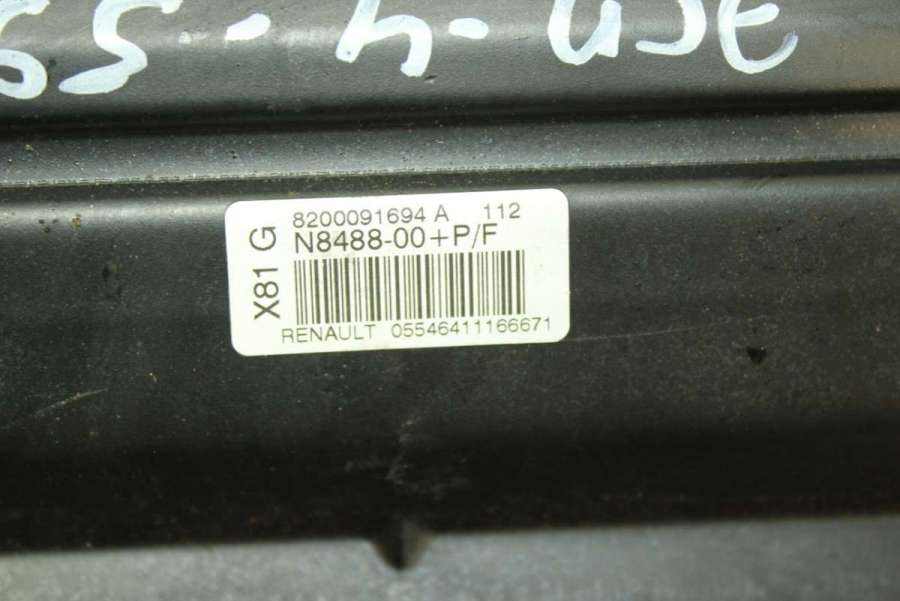 8200091694 A 112
N8488-00+P/F
X81 G
RENAULT 05546411166671